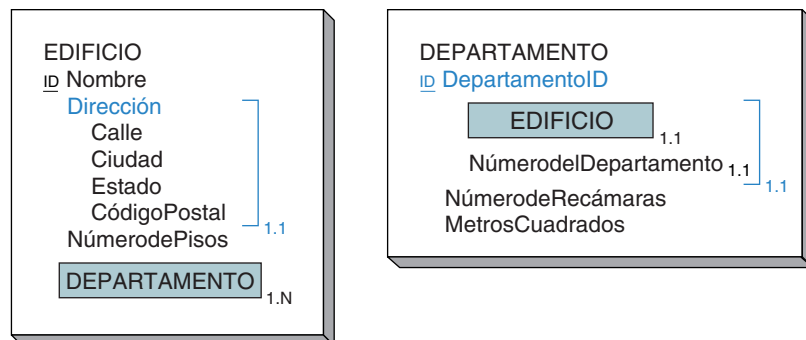 EDIFICIO
ID Nombre
Dirección
Calle
Ciudad
Estado
CódigoPostal
1.1
NúmerodePisos
DEPARTAMENTO
1.N
DEPARTAMENTO
ID DepartamentoID
EDIFICIO
1.1
NúmerodelDepartamento 1.1
1.1
NúmerodeRecámaras
MetrosCuadrados